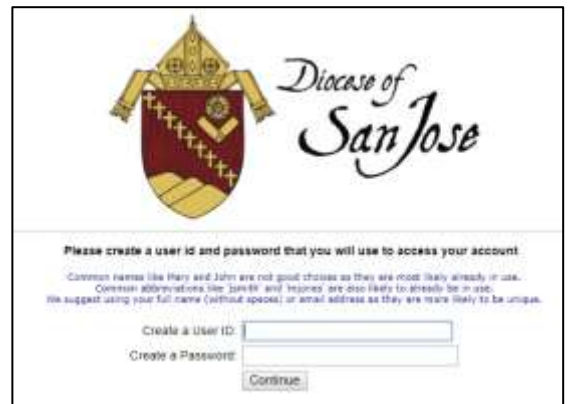 Diocese of
San Jose
Please create a user id and password that you will use to access your account
Common names like Mary and John are not good choices as they are most likely already in use.
Common abbreviations like 'jsmith' and 'mjones' are also likely to already be in use.
We suggest using your full name (without spaces) or email address as they are more likely to be unique.
Create a User ID:
Create a Password:
Continue